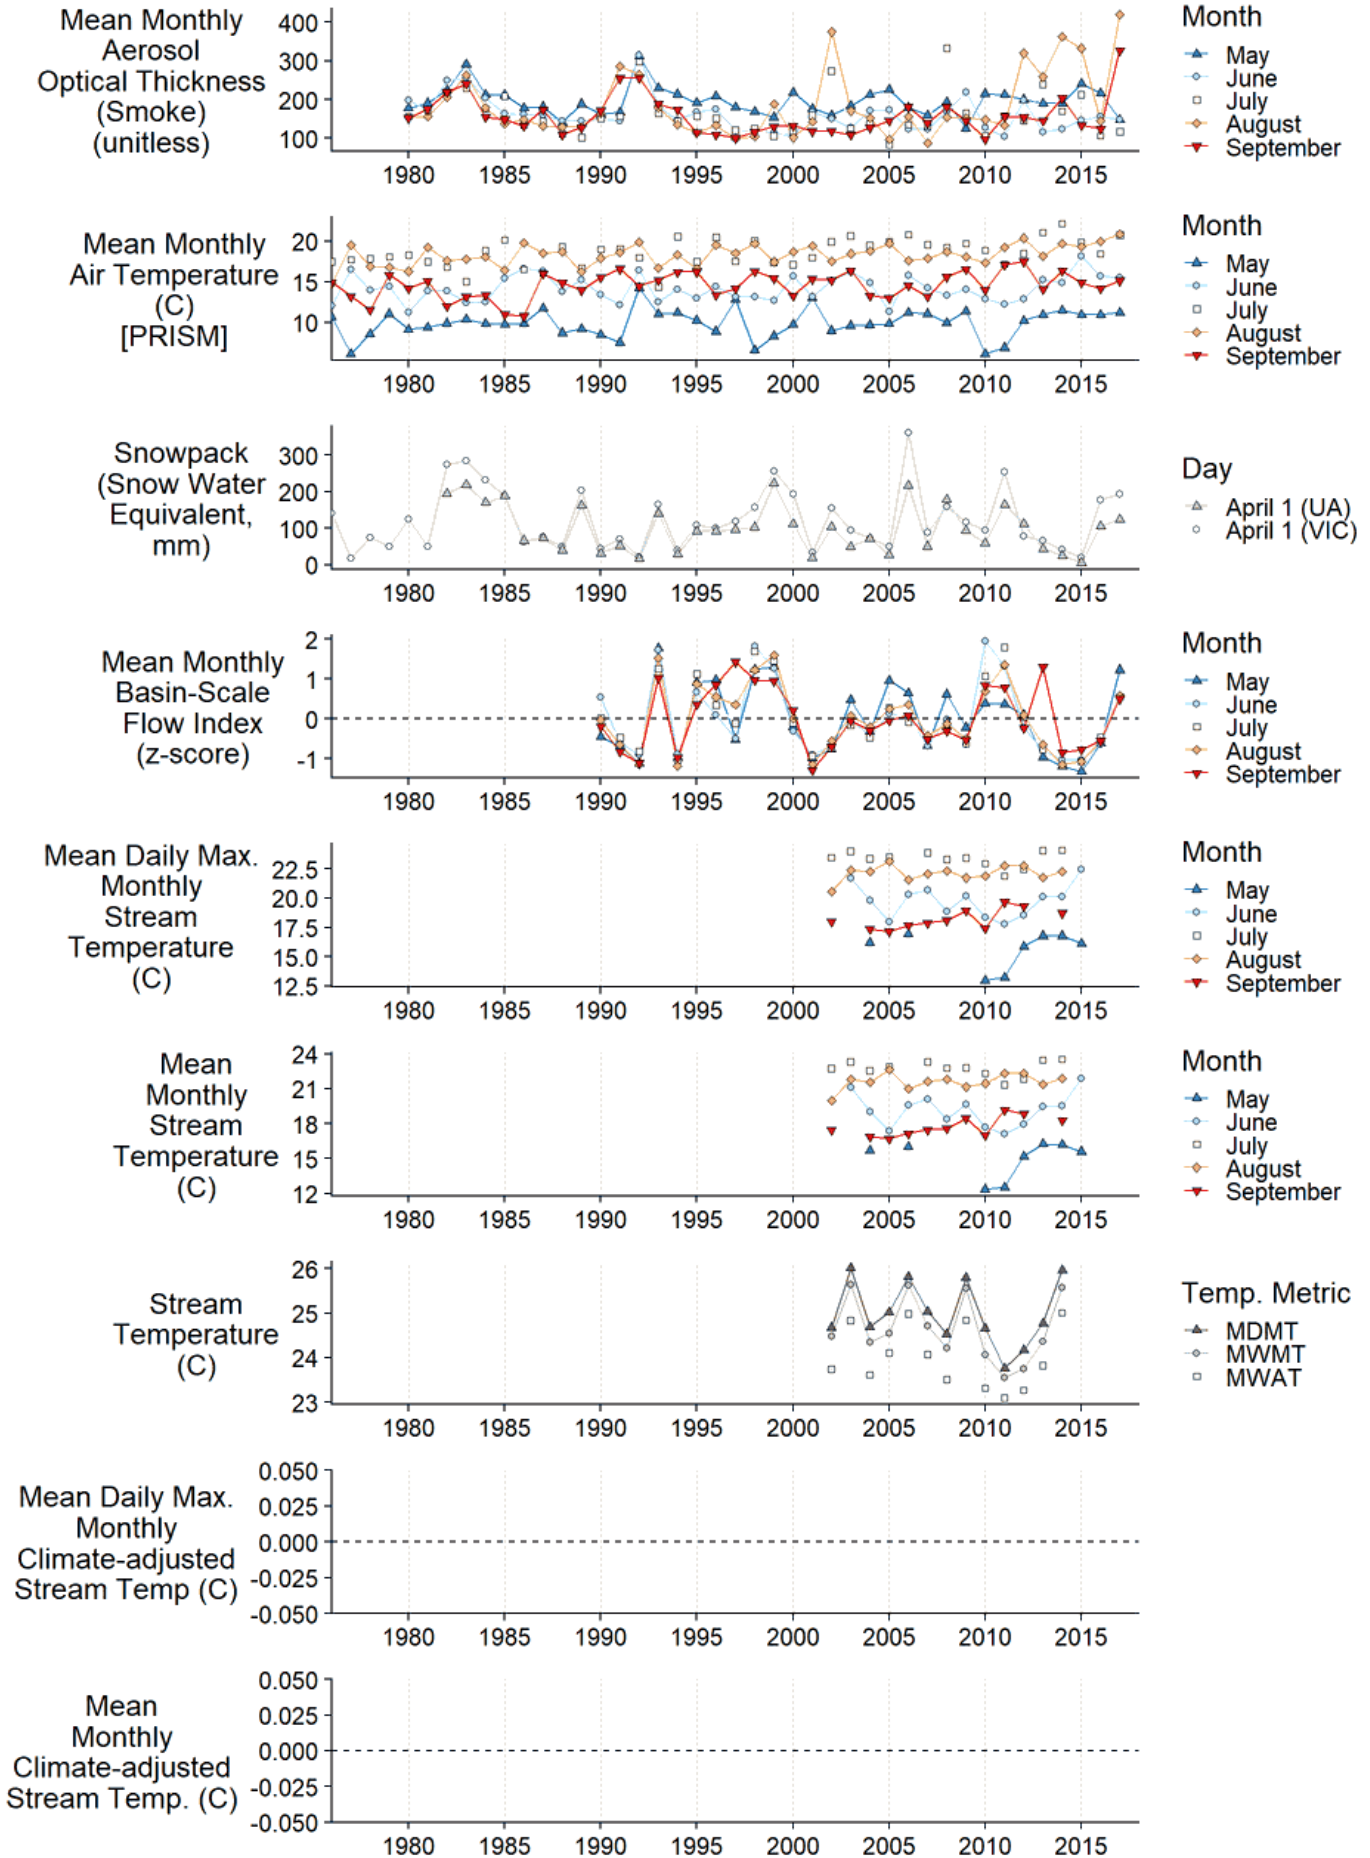 Mean Monthly
Aerosol
Optical Thickness
(Smoke)
(unitless)
400
300
200
100
1980 1985 1990 1995 2000 2005 2010 2015
Month
May
June
July
August
September
Mean Monthly
Air Temperature
(C)
[PRISM]
20
15
10
1980 1985 1990 1995 2000 2005 2010 2015
Month
May
June
July
August
September
Snowpack
(Snow Water
Equivalent,
mm)
300
200
100
0
1980 1985 1990 1995 2000 2005 2010 2015
Day
April 1 (UA)
April 1 (VIC)
Mean Monthly
Basin-Scale
Flow Index
(z-score)
2
1
0
-1
1980 1985 1990 1995 2000 2005 2010 2015
Month
May
June
July
August
September
Mean Daily Max.
Monthly
Stream
Temperature
(C)
22.5
20.0
17.5
15.0
12.5
1980 1985 1990 1995 2000 2005 2010 2015
Month
May
June
July
August
September
Mean
Monthly
Stream
Temperature
(C)
24
21
18
15
12
1980 1985 1990 1995 2000 2005 2010 2015
Month
May
June
July
August
September
Stream
Temperature
(C)
26
25
24
23
1980 1985 1990 1995 2000 2005 2010 2015
Temp. Metric
MDMT
MWMT
MWAT
Mean Daily Max.
Monthly
Climate-adjusted
Stream Temp (C)
0.050
0.025
0.000
-0.025
-0.050
1980 1985 1990 1995 2000 2005 2010 2015
Mean
Monthly
Climate-adjusted
Stream Temp. (C)
0.050
0.025
0.000
-0.025
-0.050
1980 1985 1990 1995 2000 2005 2010 2015